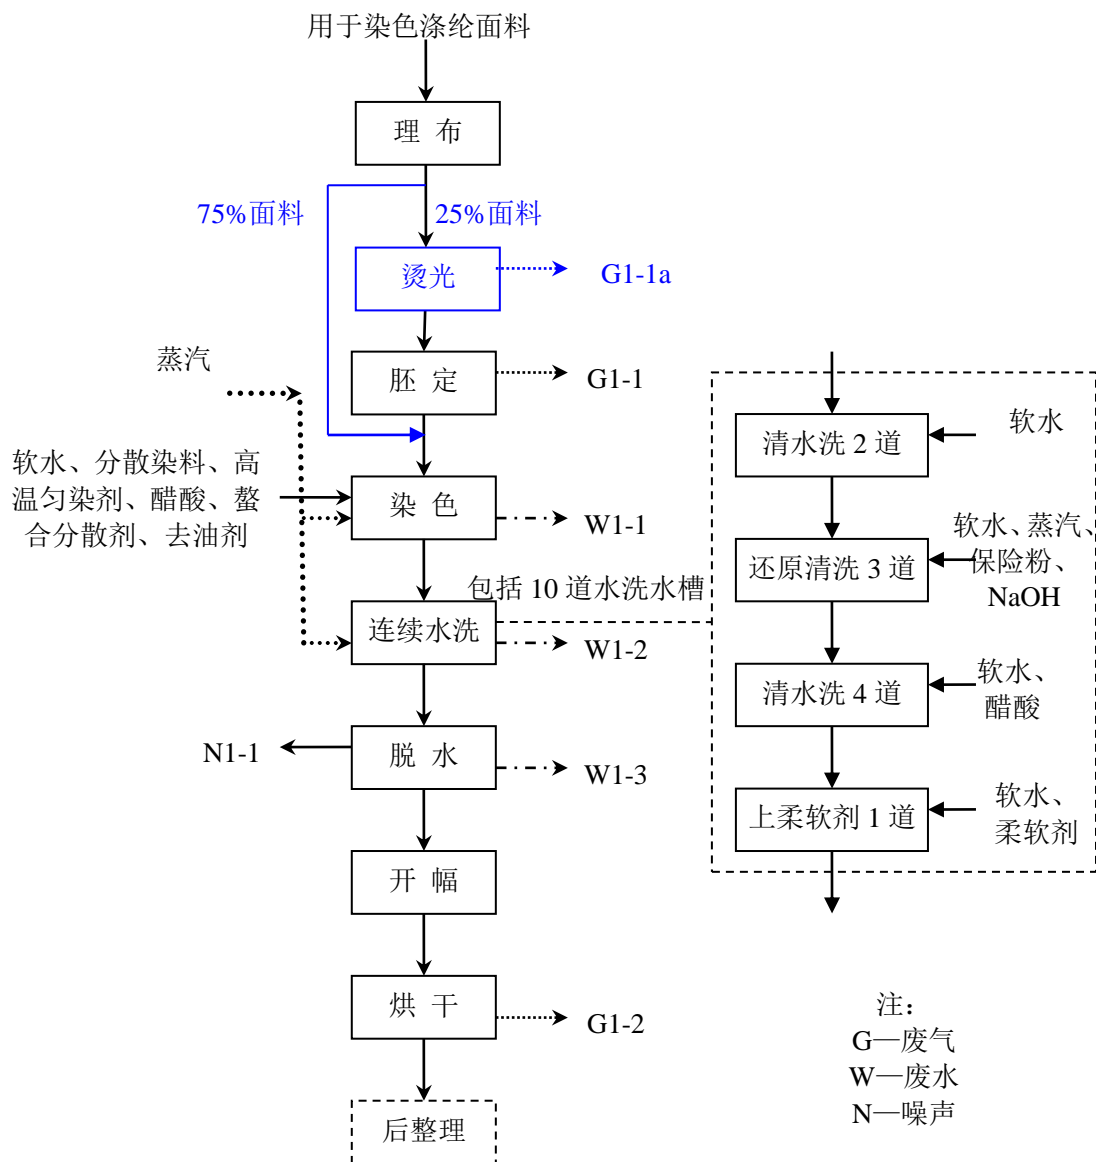 用于染色涤纶面料
理 布
75%面料
25%面料
烫光
G1-1a
蒸汽
胚 定
G1-1
软水、分散染料、高
温匀染剂、醋酸、螯
合分散剂、去油剂
染 色
W1-1
包括 10 道水洗水槽
连续水洗
W1-2
N1-1
脱 水
W1-3
开 幅
烘 干
G1-2
后整理
清水洗 2 道
软水
还原清洗 3 道
软水、蒸汽、
保险粉、
NaOH
清水洗 4 道
软水、
醋酸
上柔软剂 1 道
软水、
柔软剂
注：
G—废气
W—废水
N—噪声